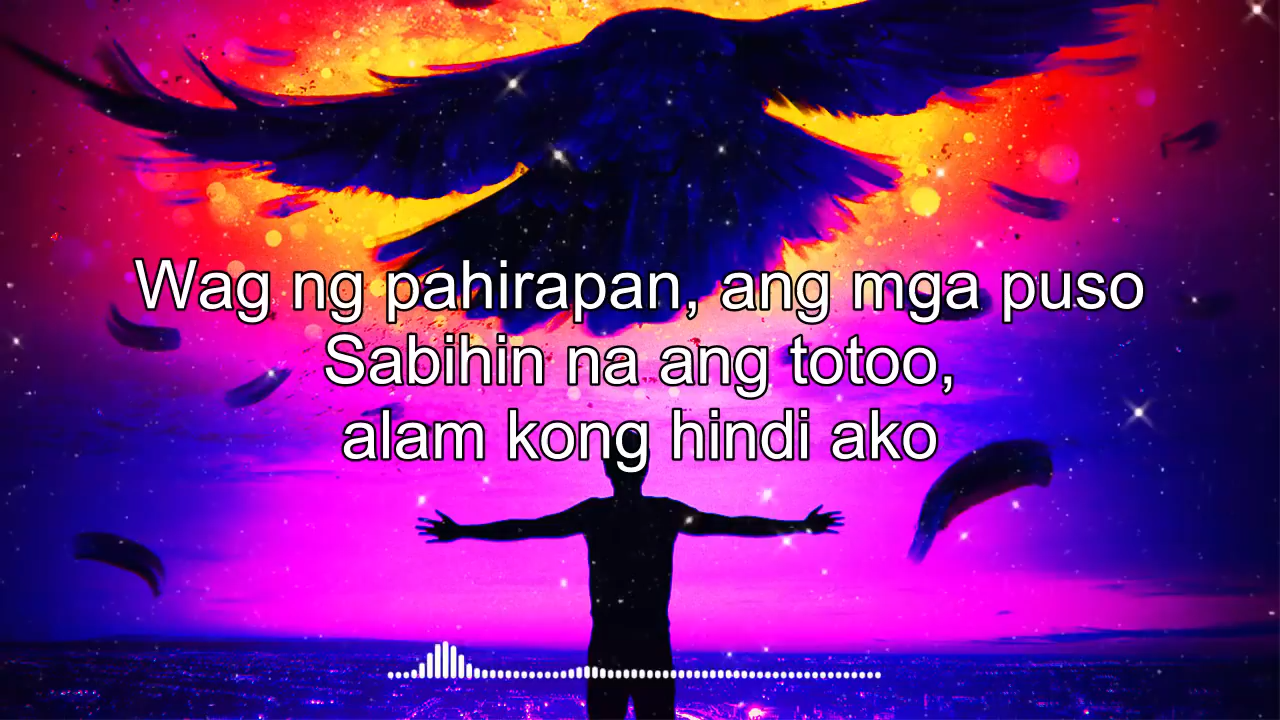 Wag ng pahirapan, ang mga puso
Sabihin na ang totoo,
alam kong hindi ako